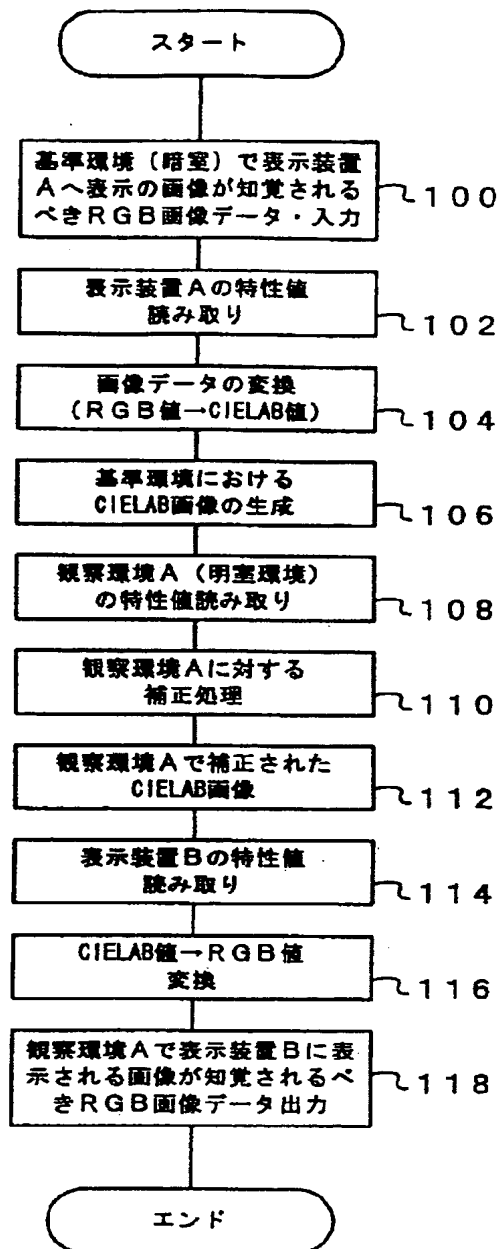 スタート
基準環境（暗室）で表示装置
Aへ表示の画像が知覚される
べきRGB画像データ・入力
100
表示装置Aの特性値
読み取り
102
画像データの変換
(RGB値→CIELAB値)
104
基準環境における
CIELAB画像の生成
106
観察環境A（明室環境）
の特性値読み取り
108
観察環境Aに対する
補正処理
110
観察環境Aで補正された
CIELAB画像
112
表示装置Bの特性値
読み取り
114
CIELAB値→RGB値
変換
116
観察環境Aで表示装置Bに表
示される画像が知覚されるべ
きRGB画像データ出力
118
エンド